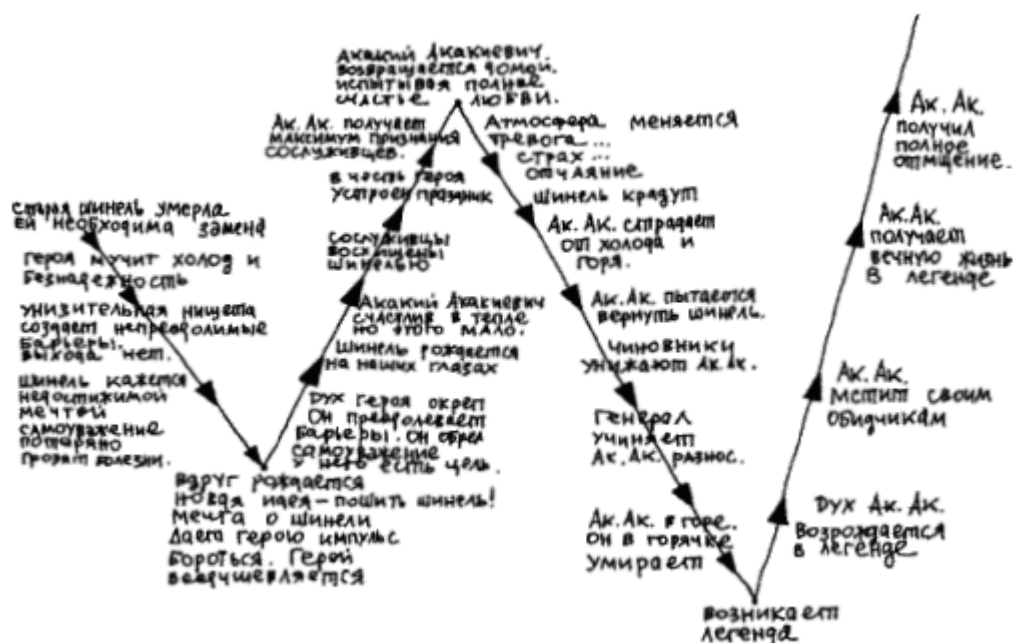 старая шинель умерла
ей необходима замена
героя мучит холод и
безнадежность
унизительная нищета
создает непреодолимые
барьеры.
выхода нет.
шинель кажется
недостижимой
мечтой
самоуважение
потеряно
грозят болезни.
вдруг рождается
новая идея – пошить шинель!
мечта о шинели
дает герою импульс
бороться. Герой
воодушевляется
дух героя окреп
Он преодолевает
барьеры. Он обрел
самоуважение
у него есть цель.
шинель рождается
на наших глазах
Акакий Акакиевич
счастлив в тепле
но этого мало.
сослуживцы
восхищены
шинелью
в честь героя
устроен праздник
Ак. Ак. получает
максимум признания
сослуживцев.
Акакий Акакиевич
возвращается домой.
испытывая полное
счастье любви.
Атмосфера меняется
тревога ...
страх ...
отчаяние
шинель крадут
Ак. Ак. страдает
от холода и
горя.
Ак. Ак. пытается
вернуть шинель.
чиновники
унижают Ак. Ак.
генерал
учиняет
Ак. Ак. разнос.
Ак. Ак. в горе.
он в горячке
умирает
возникает
легенда
Дух Ак. Ак.
возрождается
в легенде
Ак. Ак.
мстит своим
обидчикам
Ак. Ак.
получает
вечную жизнь
в легенде
Ак. Ак.
получил
полное
отмщение.